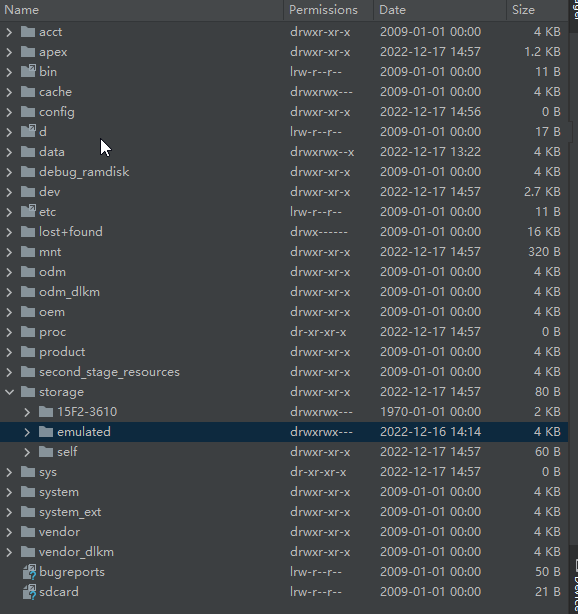 Name Permissions Date Size
acct drwxr-xr-x 2009-01-01 00:00 4 KB
apex drwxr-xr-x 2022-12-17 14:57 1.2 KB
bin lrw-r--r-- 2009-01-01 00:00 11 B
cache drwxrwx--- 2009-01-01 00:00 4 KB
config drwxr-xr-x 2022-12-17 14:56 0 B
d lrw-r--r-- 2009-01-01 00:00 17 B
data drwxrwx--x 2022-12-17 13:22 4 KB
debug_ramdisk drwxr-xr-x 2009-01-01 00:00 4 KB
dev drwxr-xr-x 2022-12-17 14:57 2.7 KB
etc lrw-r--r-- 2009-01-01 00:00 11 B
lost+found drwx------ 2009-01-01 00:00 16 KB
mnt drwxr-xr-x 2022-12-17 14:57 320 B
odm drwxr-xr-x 2009-01-01 00:00 4 KB
odm_dlkm drwxr-xr-x 2009-01-01 00:00 4 KB
oem drwxr-xr-x 2009-01-01 00:00 4 KB
proc dr-xr-xr-x 2022-12-17 14:57 0 B
product drwxr-xr-x 2009-01-01 00:00 4 KB
second_stage_resources drwxr-xr-x 2009-01-01 00:00 4 KB
storage drwxr-xr-x 2022-12-17 14:57 80 B
15F2-3610 drwxrwx--- 1970-01-01 00:00 2 KB
emulated drwxrwx--- 2022-12-16 14:14 4 KB
self drwxr-xr-x 2022-12-17 14:57 60 B
sys dr-xr-xr-x 2022-12-17 14:57 0 B
system drwxr-xr-x 2009-01-01 00:00 4 KB
system_ext drwxr-xr-x 2009-01-01 00:00 4 KB
vendor drwxr-xr-x 2009-01-01 00:00 4 KB
vendor_dlkm drwxr-xr-x 2009-01-01 00:00 4 KB
bugreports lrw-r--r-- 2009-01-01 00:00 50 B
sdcard lrw-r--r-- 2009-01-01 00:00 21 B